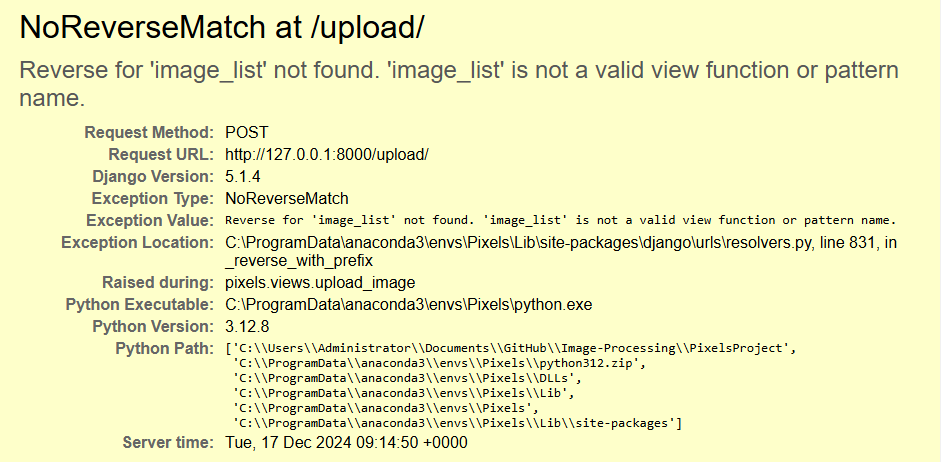 NoReverseMatch at /upload/
Reverse for 'image_list' not found. 'image_list' is not a valid view function or pattern
name.
Request Method: POST
Request URL: http://127.0.0.1:8000/upload/
Django Version: 5.1.4
Exception Type: NoReverseMatch
Exception Value: Reverse for 'image_list' not found. 'image_list' is not a valid view function or pattern name.
Exception Location: C:\ProgramData\anaconda3\envs\Pixels\Lib\site-packages\django\urls\resolvers.py, line 831, in
_reverse_with_prefix
Raised during: pixels.views.upload_image
Python Executable: C:\ProgramData\anaconda3\envs\Pixels\python.exe
Python Version: 3.12.8
Python Path: ['C:\\Users\\Administrator\\Documents\\GitHub\\Image-Processing\\PixelsProject',
'C:\\ProgramData\\anaconda3\\envs\\Pixels\\python312.zip',
'C:\\ProgramData\\anaconda3\\envs\\Pixels\\DLLs',
'C:\\ProgramData\\anaconda3\\envs\\Pixels\\Lib',
'C:\\ProgramData\\anaconda3\\envs\\Pixels',
'C:\\ProgramData\\anaconda3\\envs\\Pixels\\Lib\\site-packages']
Server time: Tue, 17 Dec 2024 09:14:50 +0000